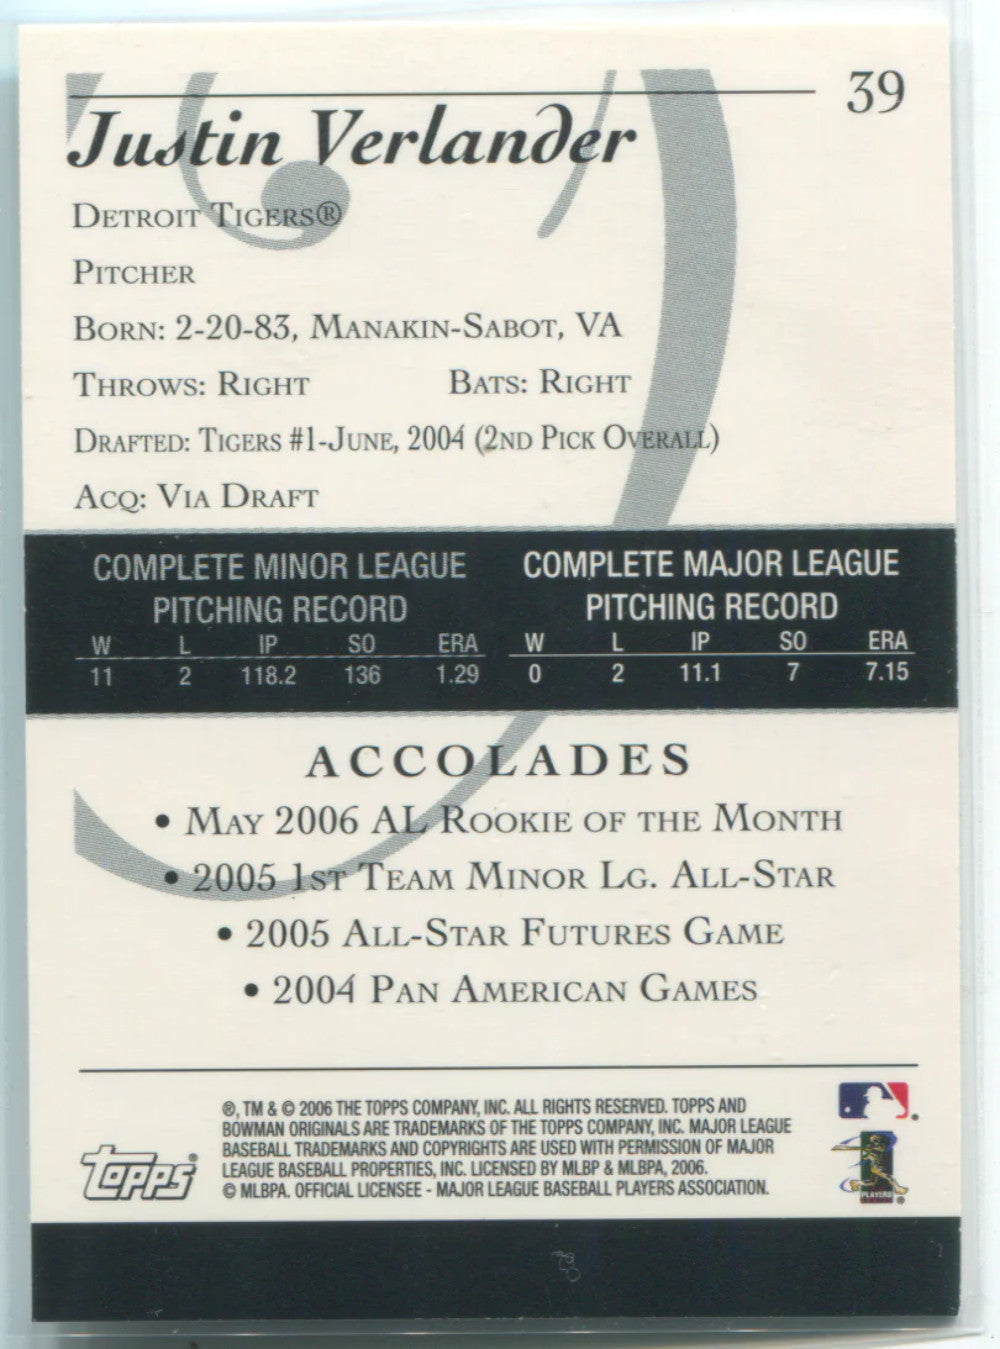 39
Justin Verlander
DETROIT TIGERS®
PITCHER
BORN: 2-20-83, MANAKIN-SABOT, VA
THROWS: RIGHT BATS: RIGHT
DRAFTED: TIGERS #1-JUNE, 2004 (2ND PICK OVERALL)
ACQ: VIA DRAFT
COMPLETE MINOR LEAGUE
PITCHING RECORD
W L IP SO ERA
11 2 118.2 136 1.29
COMPLETE MAJOR LEAGUE
PITCHING RECORD
W L IP SO ERA
0 2 11.1 7 7.15
ACCOLADES
• MAY 2006 AL ROOKIE OF THE MONTH
• 2005 1ST TEAM MINOR LG. ALL-STAR
• 2005 ALL-STAR FUTURES GAME
• 2004 PAN AMERICAN GAMES
®, TM & © 2006 THE TOPPS COMPANY, INC. ALL RIGHTS RESERVED. TOPPS AND
BOWMAN ORIGINALS ARE TRADEMARKS OF THE TOPPS COMPANY, INC. MAJOR LEAGUE
BASEBALL TRADEMARKS AND COPYRIGHTS ARE USED WITH PERMISSION OF MAJOR
LEAGUE BASEBALL PROPERTIES, INC. LICENSED BY MLBP & MLBPA, 2006.
© MLBPA. OFFICIAL LICENSEE - MAJOR LEAGUE BASEBALL PLAYERS ASSOCIATION.
Topps®
PLAYERS